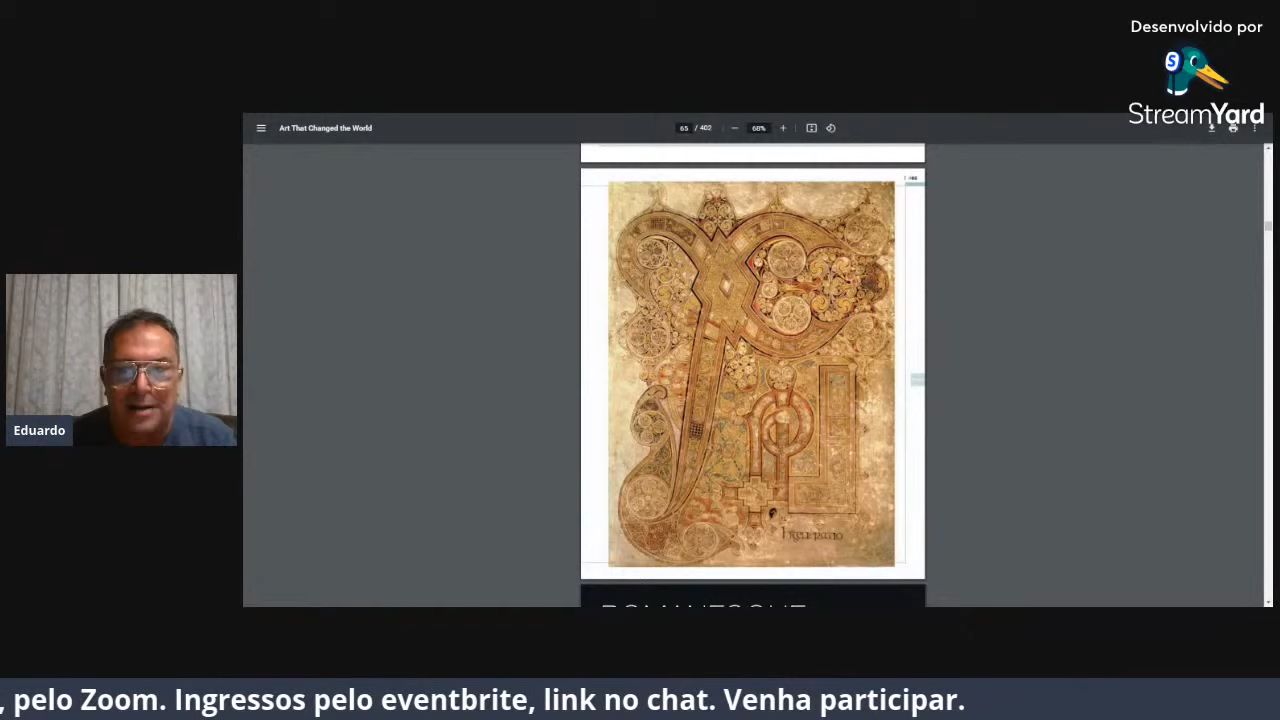 Desenvolvido por
StreamYard
Art That Changed the World
65 / 402
68%
Eduardo
ROMANESQUE
, pelo Zoom. Ingressos pelo eventbrite, link no chat. Venha participar.